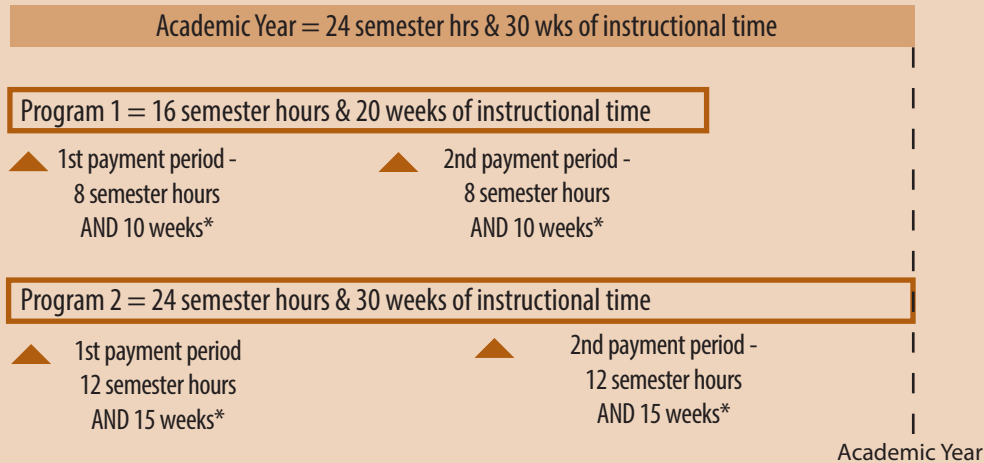 Academic Year = 24 semester hrs & 30 wks of instructional time
Program 1 = 16 semester hours & 20 weeks of instructional time
1st payment period -
8 semester hours
AND 10 weeks*
2nd payment period -
8 semester hours
AND 10 weeks*
Program 2 = 24 semester hours & 30 weeks of instructional time
1st payment period
12 semester hours
AND 15 weeks*
2nd payment period -
12 semester hours
AND 15 weeks*
Academic Year